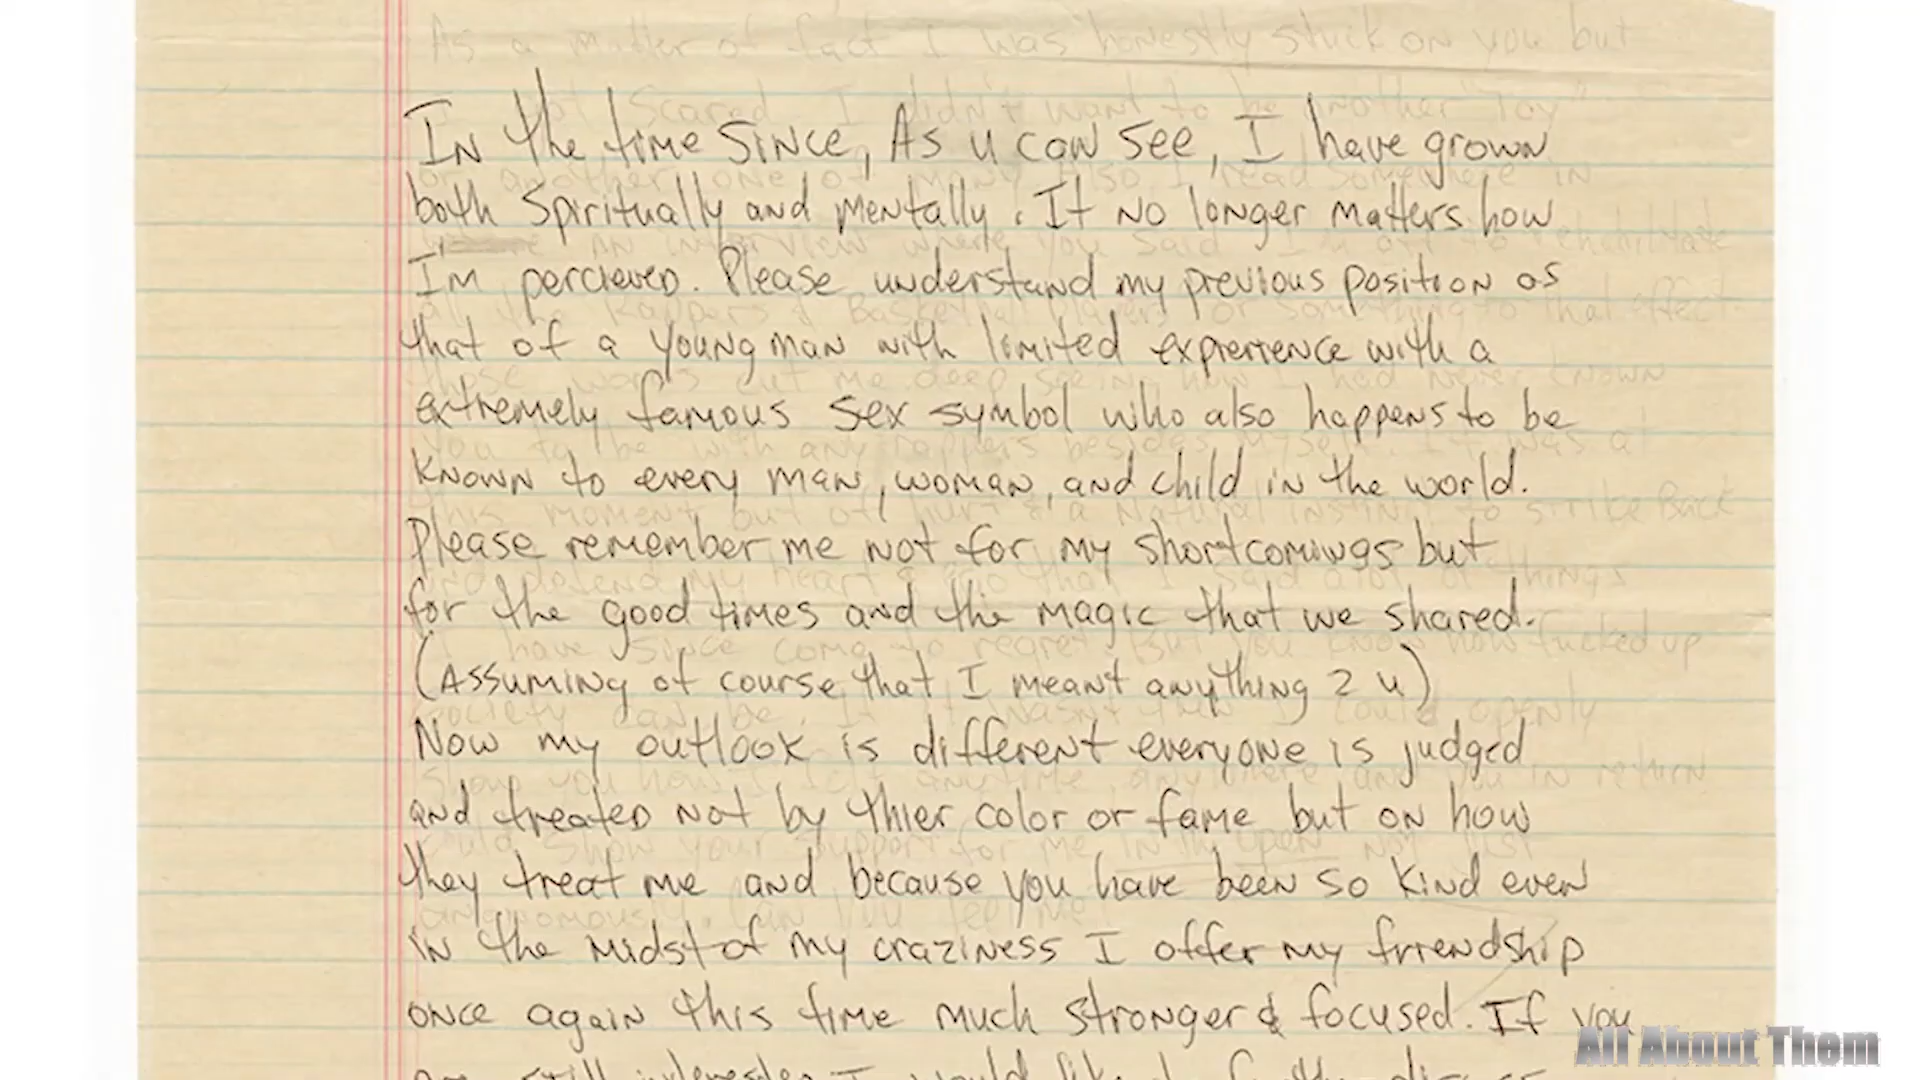 In the time since, As u can see, I have grown
both Spiritually and Mentally. It no longer matters how
I'm percieved. Please understand my previous position as
that of a young man with limited experience with a
extremely famous sex symbol who also happens to be
known to every man, woman, and child in the world.
Please remember me not for my shortcomings but
for the good times and the magic that we shared.
(Assuming of course that I meant anything 2 u)
Now my outlook is different everyone is judged
and treated not by thier color or fame but on how
they treat me and because you have been so kind even
in the midst of my craziness I offer my friendship
once again this time much stronger & focused. If you
still I would like
All About Them